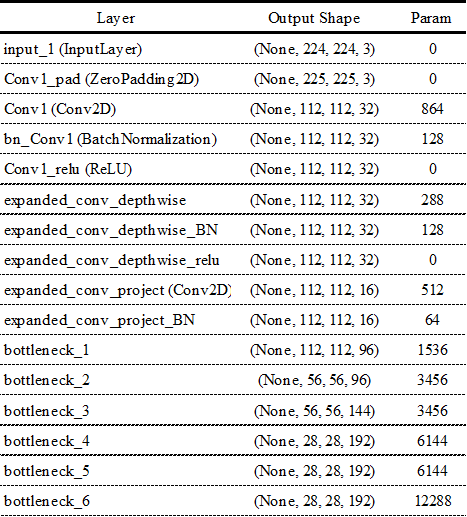 Layer Output Shape Param
input_1 (InputLayer) (None, 224, 224, 3) 0
Conv1_pad (ZeroPadding2D) (None, 225, 225, 3) 0
Conv1 (Conv2D) (None, 112, 112, 32) 864
bn_Conv1 (BatchNormalization) (None, 112, 112, 32) 128
Conv1_relu (ReLU) (None, 112, 112, 32) 0
expanded_conv_depthwise (None, 112, 112, 32) 288
expanded_conv_depthwise_BN (None, 112, 112, 32) 128
expanded_conv_depthwise_relu (None, 112, 112, 32) 0
expanded_conv_project (Conv2D) (None, 112, 112, 16) 512
expanded_conv_project_BN (None, 112, 112, 16) 64
bottleneck_1 (None, 112, 112, 96) 1536
bottleneck_2 (None, 56, 56, 96) 3456
bottleneck_3 (None, 56, 56, 144) 3456
bottleneck_4 (None, 28, 28, 192) 6144
bottleneck_5 (None, 28, 28, 192) 6144
bottleneck_6 (None, 28, 28, 192) 12288